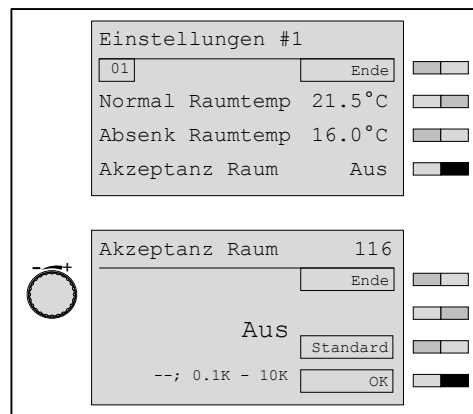 Einstellungen #1
01 Ende
Normal Raumtemp 21.5°C
Absenk Raumtemp 16.0°C
Akzeptanz Raum Aus
Akzeptanz Raum 116
Ende
- +
Aus
Standard
--; 0.1K - 10K OK